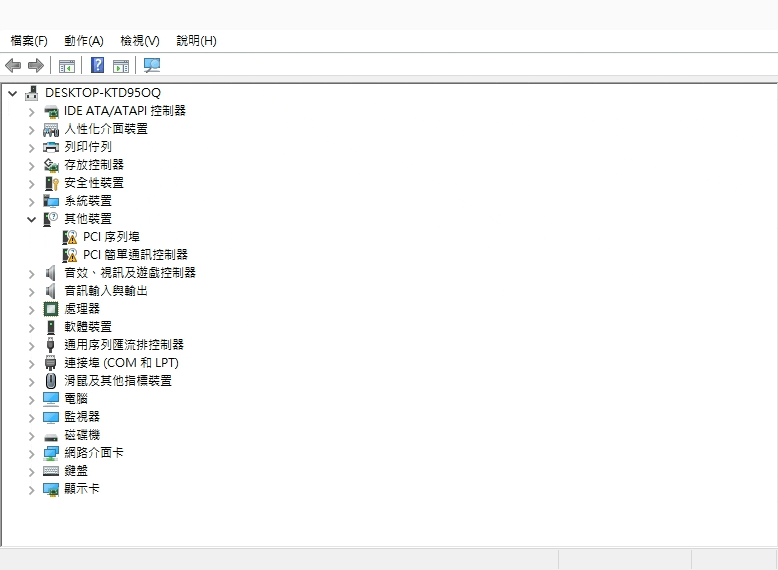 檔案(F) 動作(A) 檢視(V) 說明(H)
DESKTOP-KTD95OQ
IDE ATA/ATAPI 控制器
人性化介面裝置
列印佇列
存放控制器
安全性裝置
系統裝置
其他裝置
PCI 序列埠
PCI 簡單通訊控制器
音效、視訊及遊戲控制器
音訊輸入與輸出
處理器
軟體裝置
通用序列匯流排控制器
連接埠 (COM 和 LPT)
滑鼠及其他指標裝置
電腦
監視器
磁碟機
網路介面卡
鍵盤
顯示卡